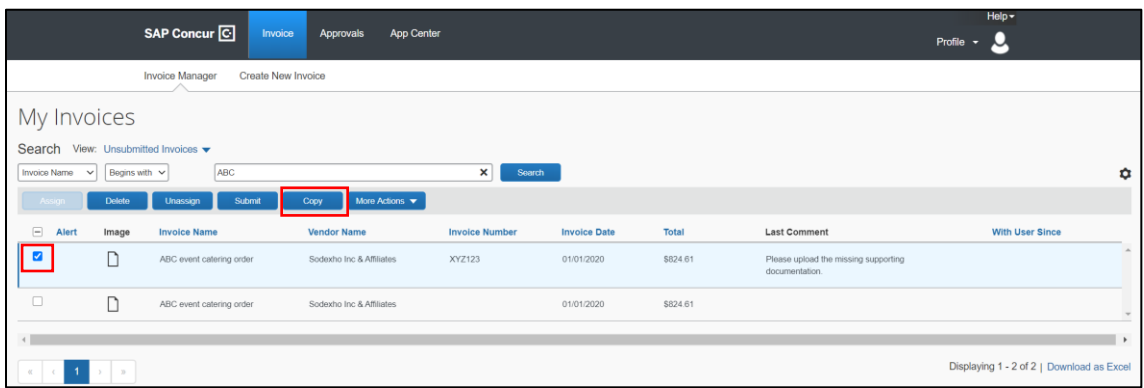 Help
SAP Concur C Invoice Approvals App Center
Profile
Invoice Manager Create New Invoice
My Invoices
Search View: Unsubmitted Invoices
Invoice Name Begins with ABC x Search
Assign Delete Unassign Submit Copy More Actions
Alert Image Invoice Name Vendor Name Invoice Number Invoice Date Total Last Comment With User Since
ABC event catering order Sodexho Inc & Affiliates XYZ123 01/01/2020 $824.61 Please upload the missing supporting
documentation.
ABC event catering order Sodexho Inc & Affiliates 01/01/2020 $824.61
« ‹ 1 › » Displaying 1 - 2 of 2 | Download as Excel